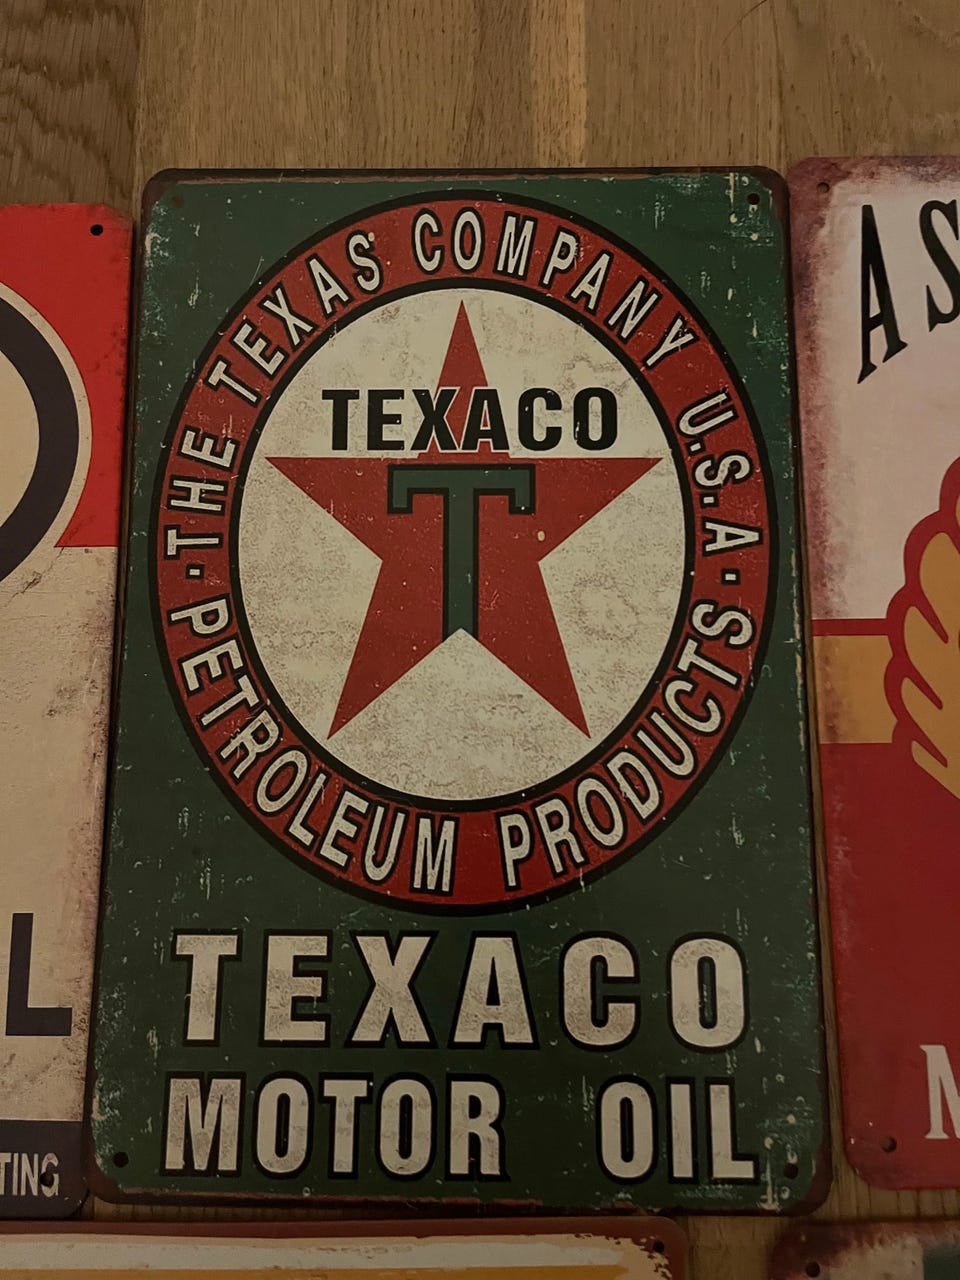 THE TEXAS COMPANY U.S.A
PETROLEUM PRODUCTS
TEXACO
T
TEXACO
MOTOR OIL
L
TING
AS
M